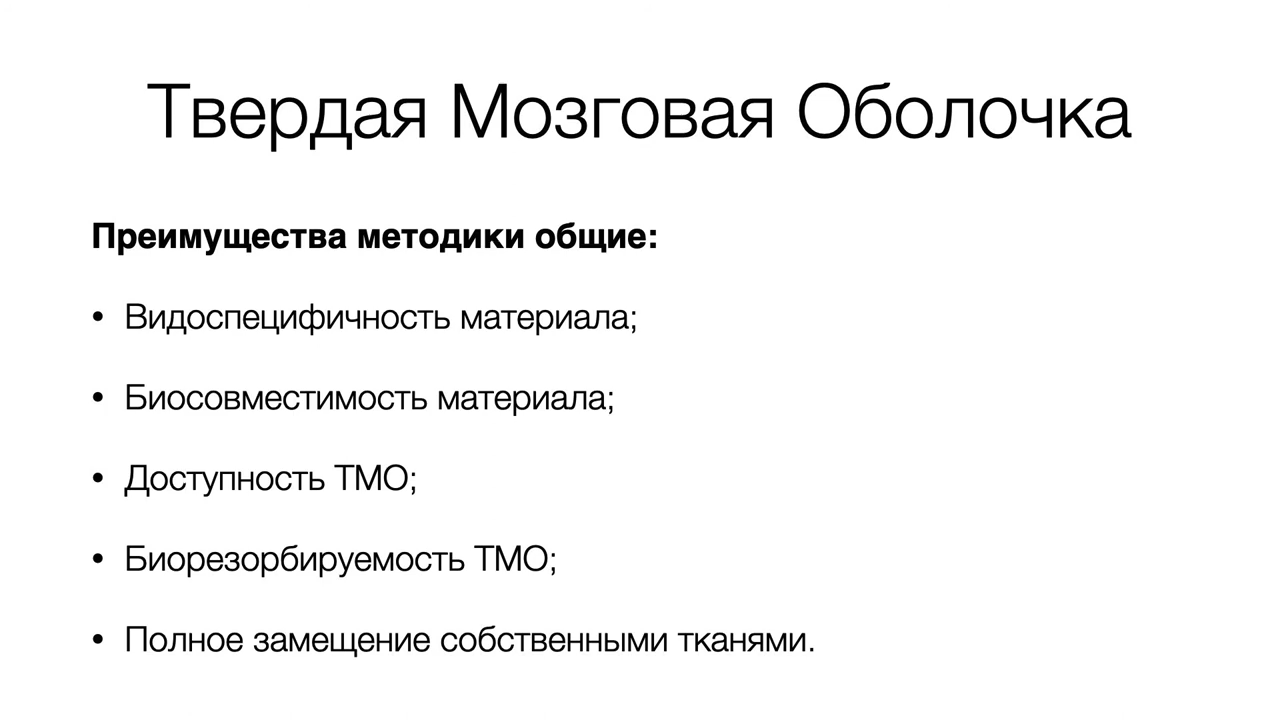 Твердая Мозговая Оболочка
Преимущества методики общие:
• Видоспецифичность материала;
• Биосовместимость материала;
• Доступность ТМО;
• Биорезорбируемость ТМО;
• Полное замещение собственными тканями.